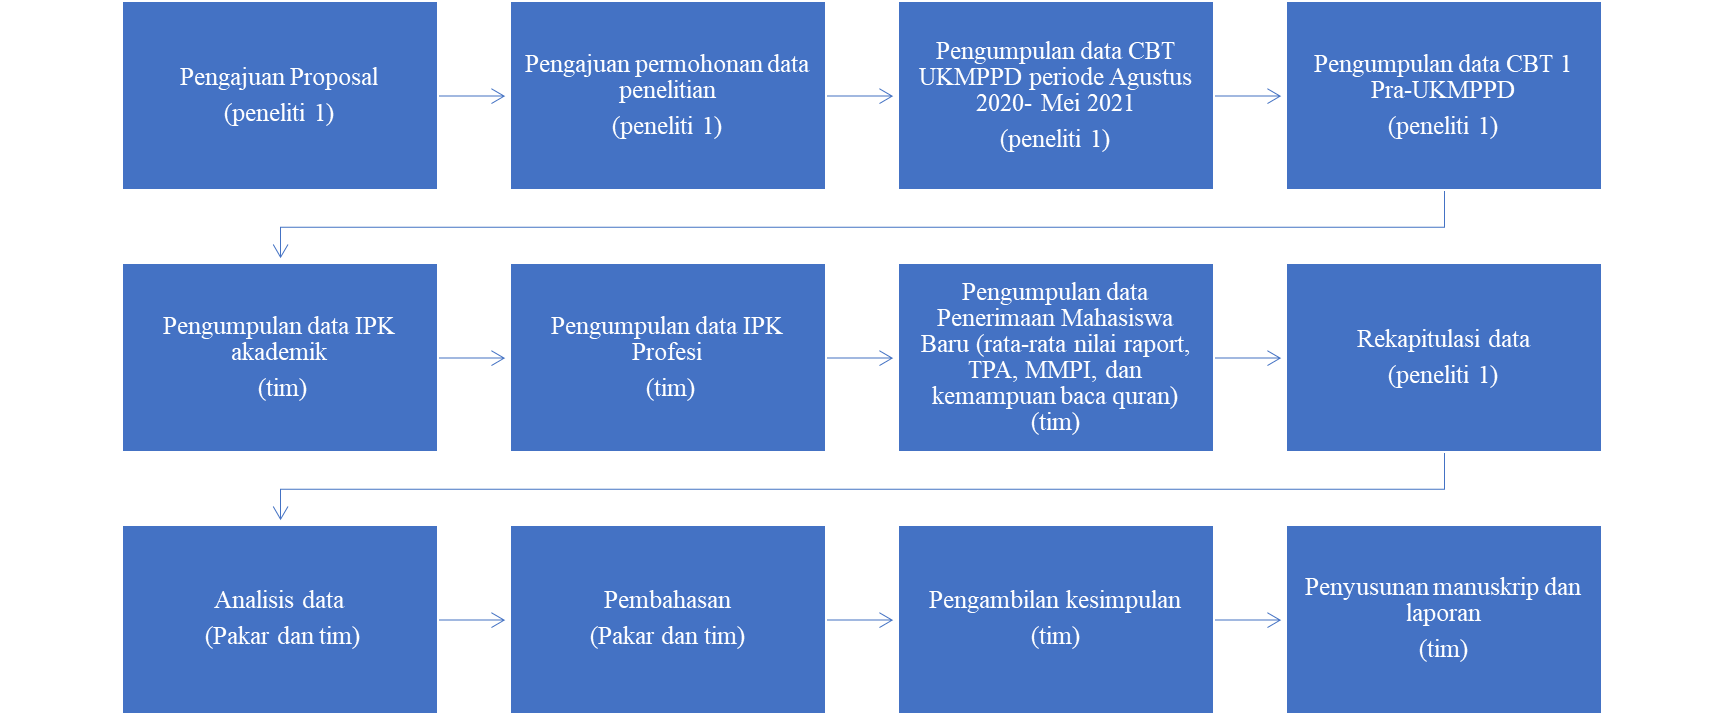 Pengajuan Proposal
(peneliti 1)
Pengajuan permohonan data
penelitian
(peneliti 1)
Pengumpulan data CBT
UKMPPD periode Agustus
2020- Mei 2021
(peneliti 1)
Pengumpulan data CBT 1
Pra-UKMPPD
(peneliti 1)
Pengumpulan data IPK
akademik
(tim)
Pengumpulan data IPK
Profesi
(tim)
Pengumpulan data
Penerimaan Mahasiswa
Baru (rata-rata nilai raport,
TPA, MMPI, dan
kemampuan baca quran)
(tim)
Rekapitulasi data
(peneliti 1)
Analisis data
(Pakar dan tim)
Pembahasan
(Pakar dan tim)
Pengambilan kesimpulan
(tim)
Penyusunan manuskrip dan
laporan
(tim)